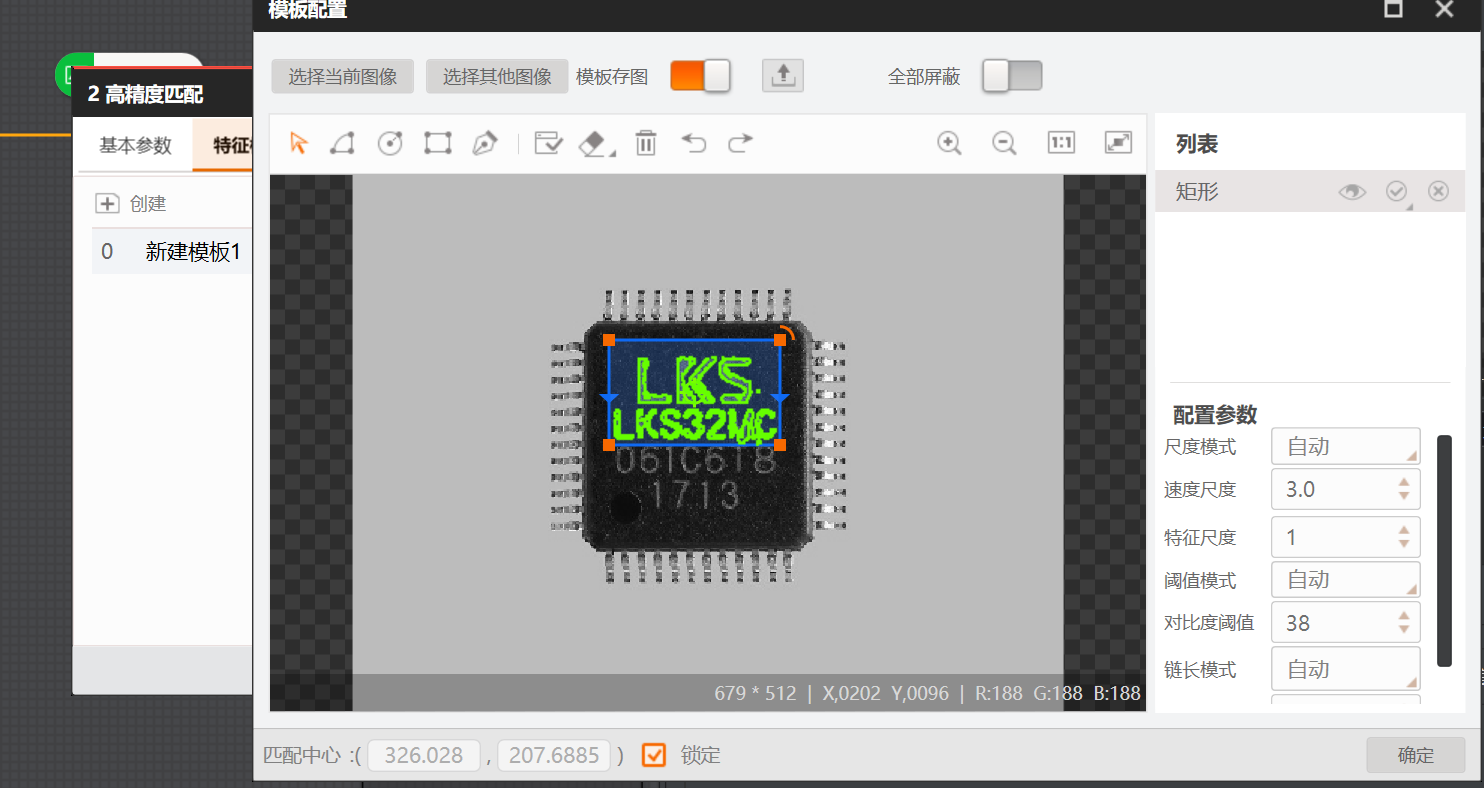 模板配置
选择当前图像 选择其他图像 模板存图 全部屏蔽
2 高精度匹配
基本参数 特征
1:1
列表
矩形
创建
0 新建模板1
LKS.
LKS32MC
061C6T8
1713
配置参数
尺度模式 自动
速度尺度 3.0
特征尺度 1
阈值模式 自动
对比度阈值 38
链长模式 自动
679 * 512 | X,0202 Y,0096 | R:188 G:188 B:188
匹配中心 :( 326.028 , 207.6885 ) 锁定 确定